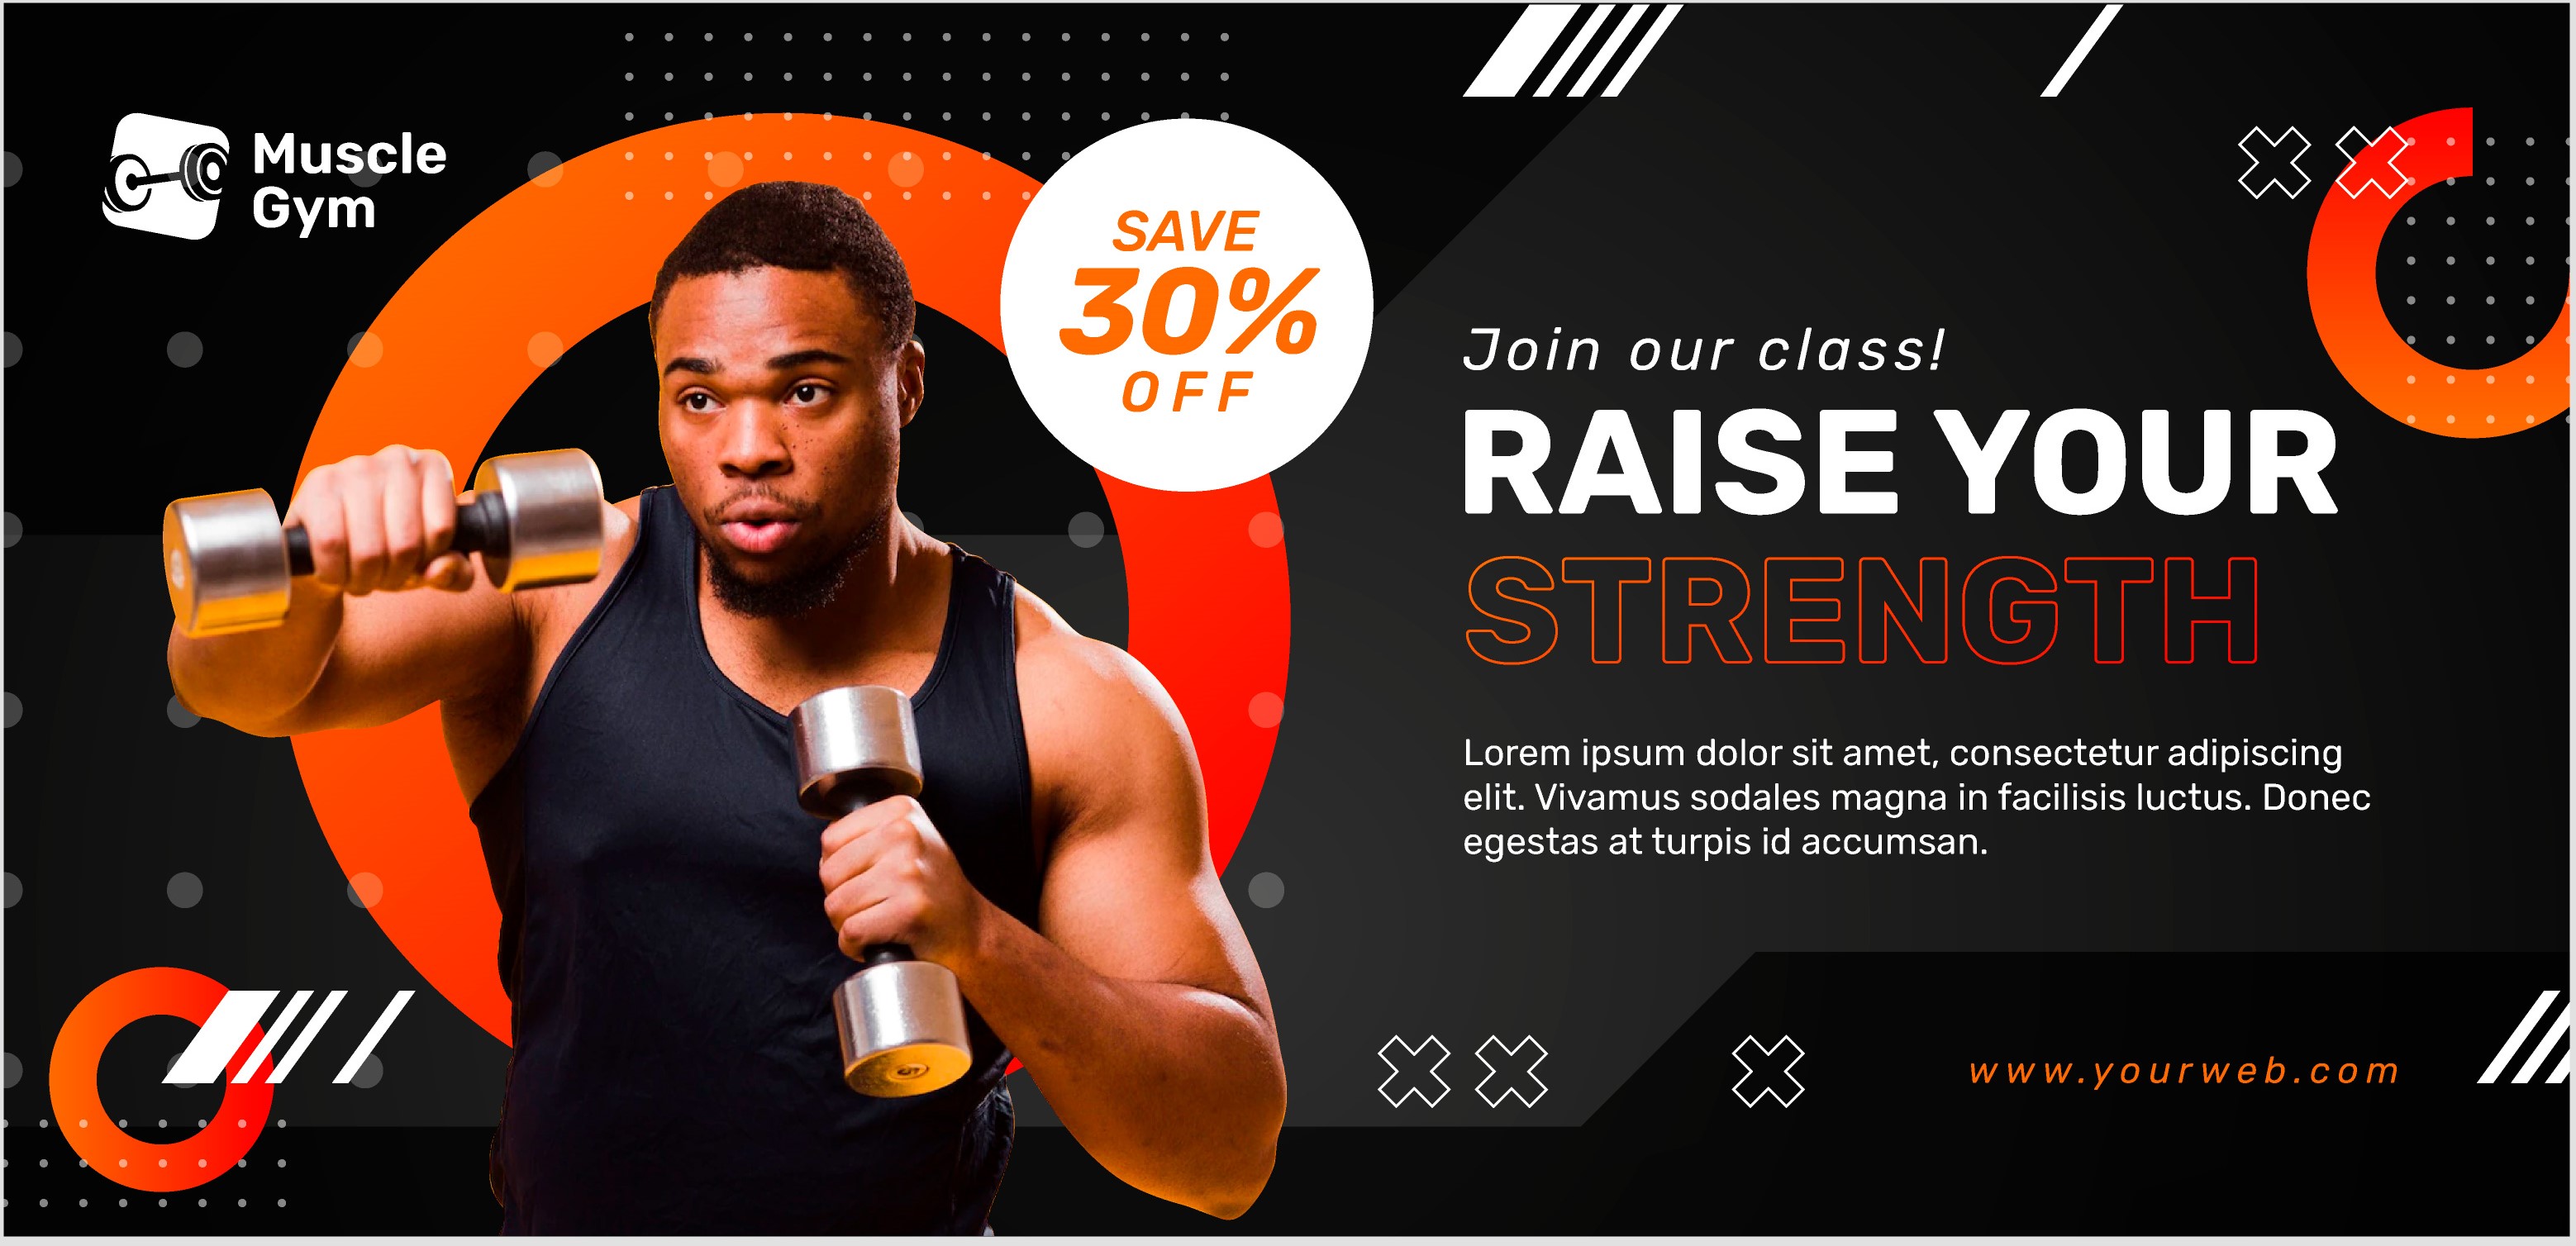 Muscle
Gym
SAVE
30%
OFF
Join our class!
RAISE YOUR
STRENGTH
Lorem ipsum dolor sit amet, consectetur adipiscing
elit. Vivamus sodales magna in facilisis luctus. Donec
egestas at turpis id accumsan.
www.yourweb.com